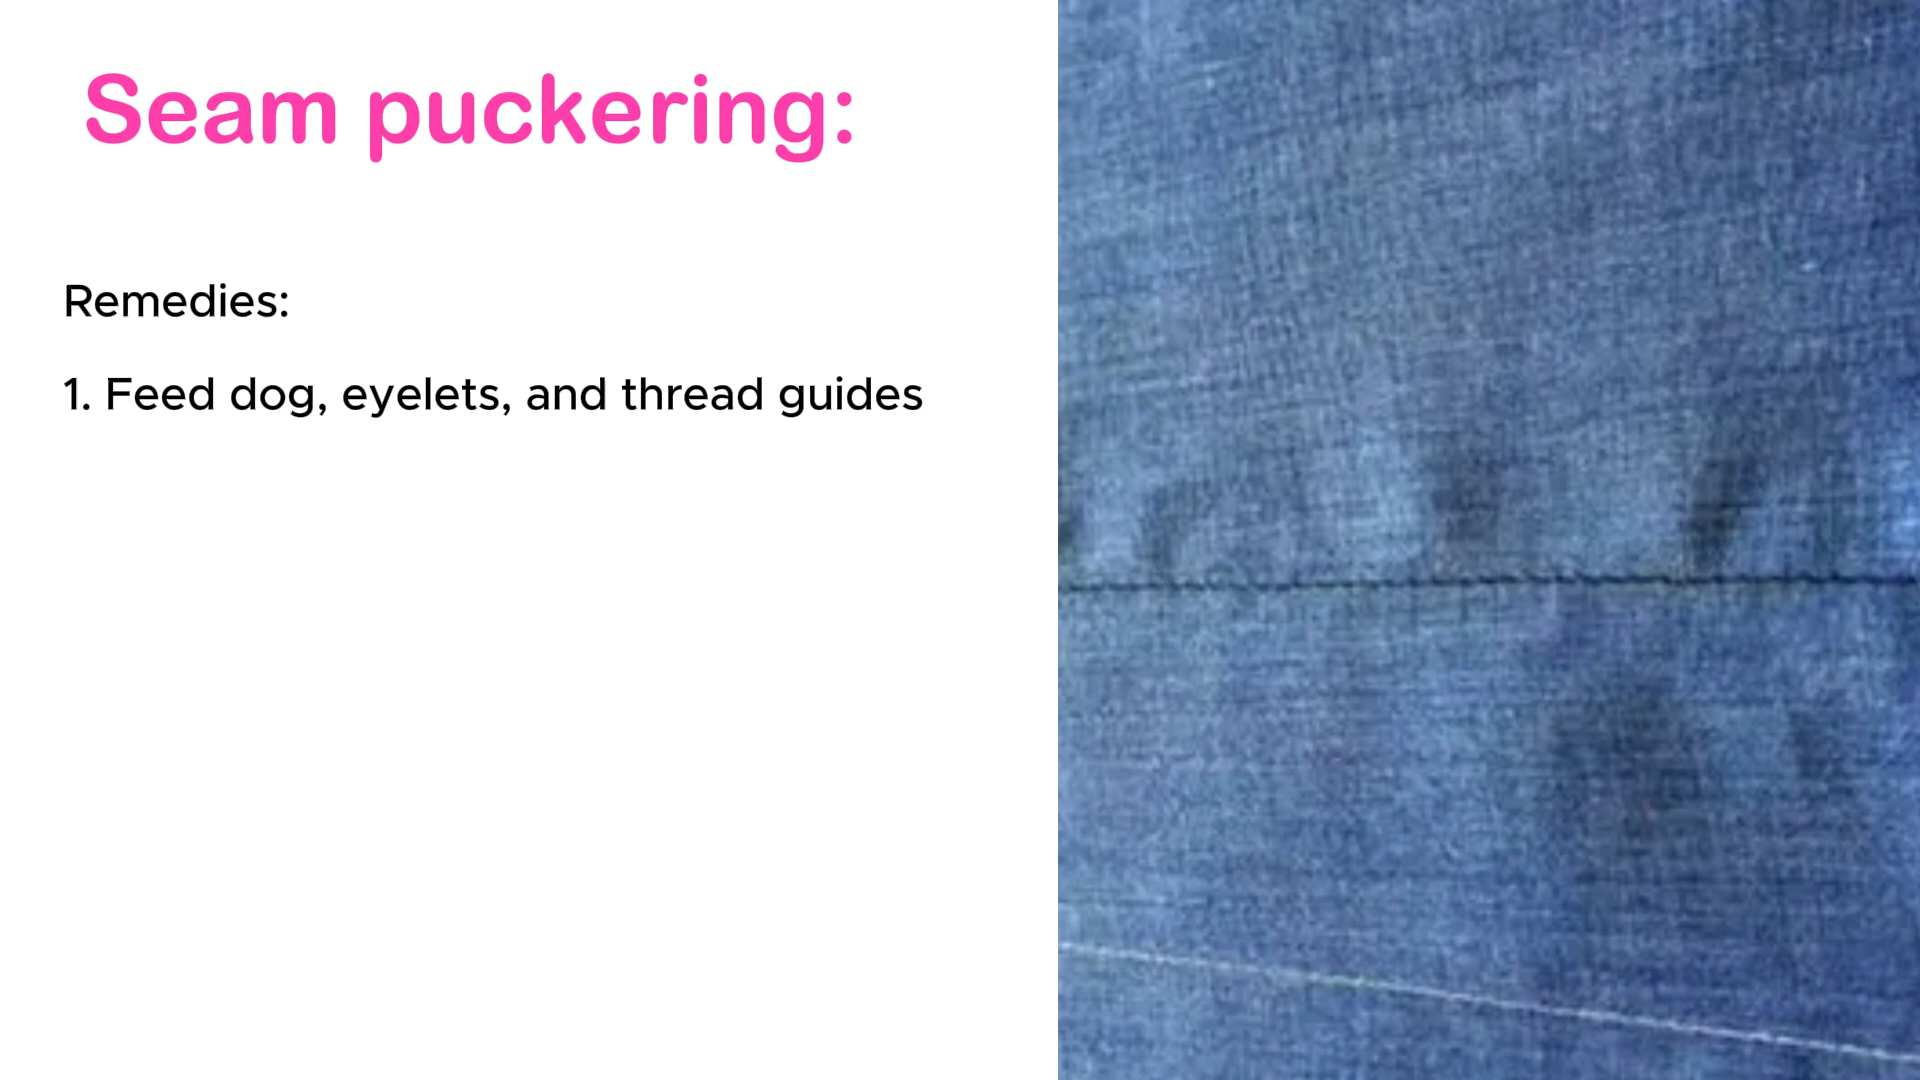 Seam puckering:
Remedies:
1. Feed dog, eyelets, and thread guides